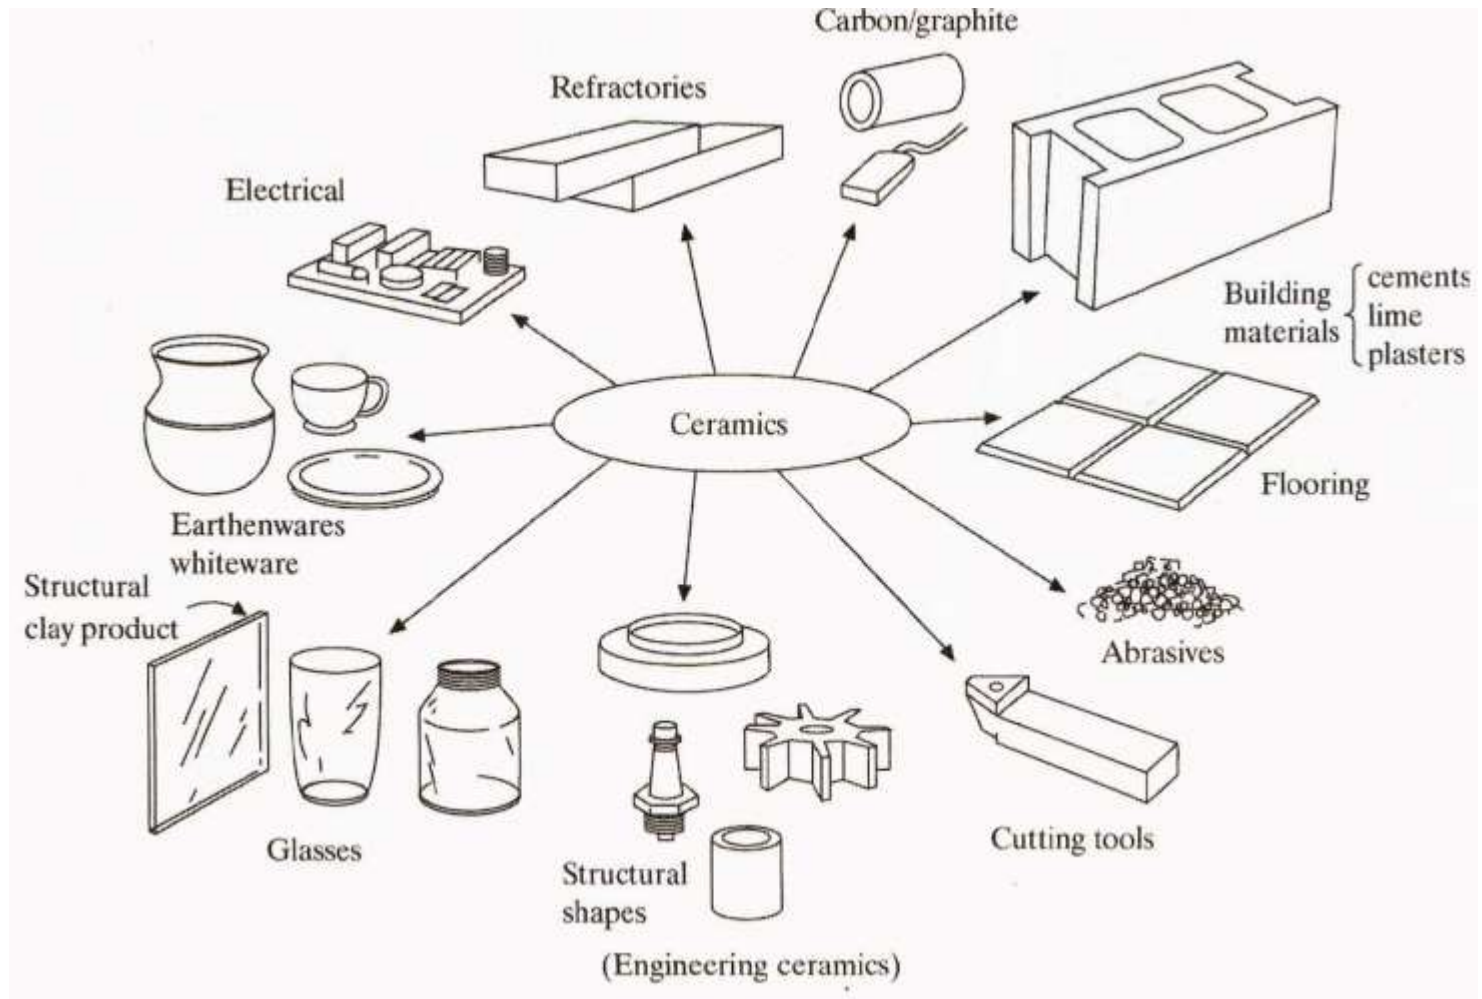 Carbon/graphite
Refractories
Electrical
Building
materials
cements
lime
plasters
Ceramics
Flooring
Earthenwares
whiteware
Structural
clay product
Abrasives
Glasses
Cutting tools
Structural
shapes
(Engineering ceramics)